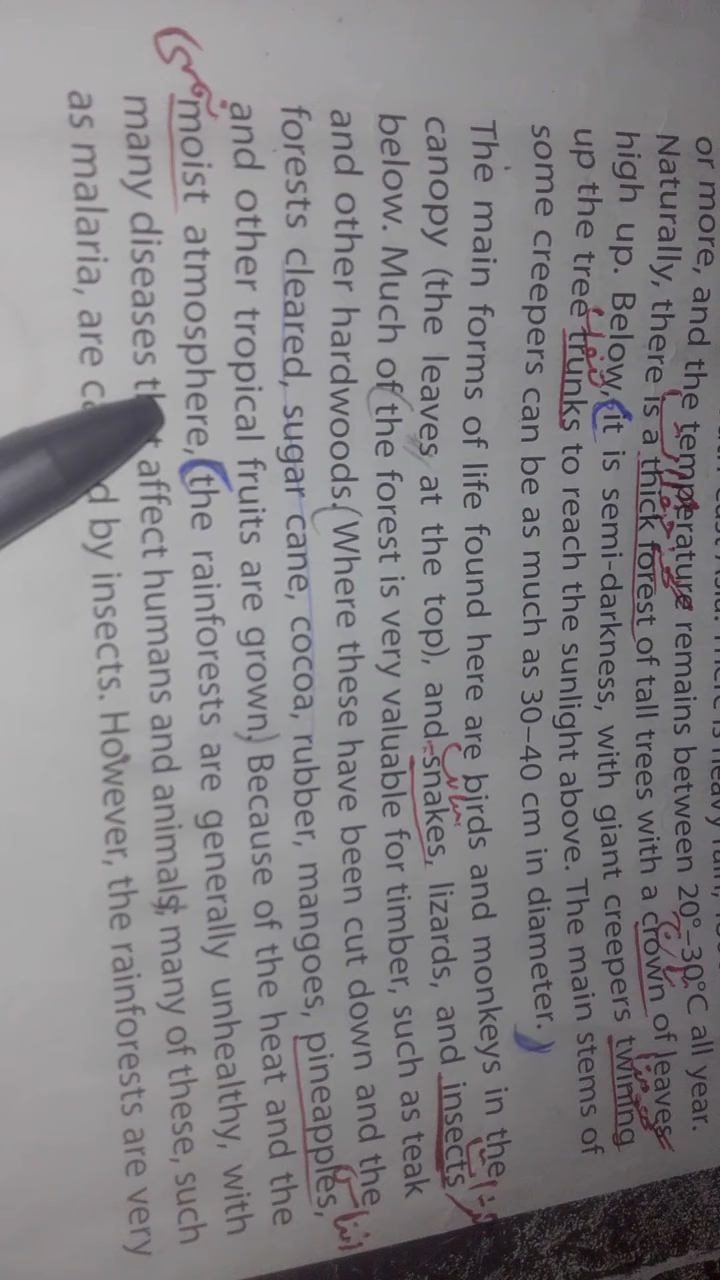 or more, and the temperature remains between 20°–30°C all year.
Naturally, there is a thick forest of tall trees with a crown of leaves
high up. Below, it is semi-darkness, with giant creepers twining
up the tree trunks to reach the sunlight above. The main stems of
some creepers can be as much as 30–40 cm in diameter.
The main forms of life found here are birds and monkeys in the
canopy (the leaves at the top), and snakes, lizards, and insects
below. Much of the forest is very valuable for timber, such as teak
and other hardwoods. Where these have been cut down and the
forests cleared, sugar cane, cocoa, rubber, mangoes, pineapples,
and other tropical fruits are grown. Because of the heat and the
moist atmosphere, the rainforests are generally unhealthy, with
many diseases that affect humans and animals; many of these, such
as malaria, are by insects. However, the rainforests are very